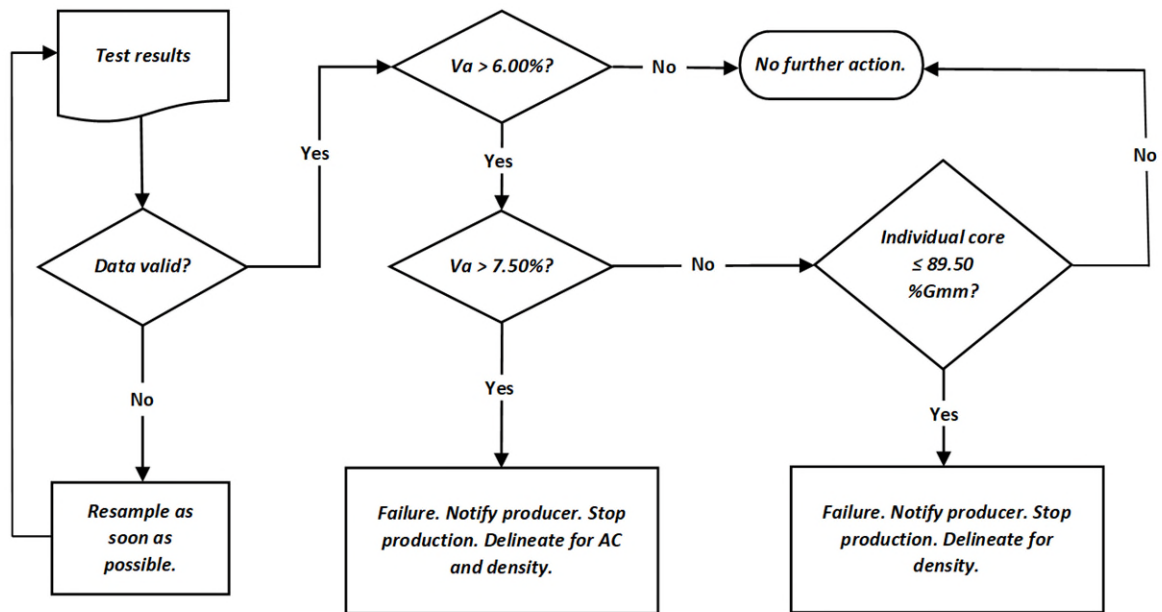 Test results
Va > 6.00%?
No
No further action.
Yes
Yes
No
Data valid?
Va > 7.50%?
No
Individual core
≤ 89.50
%Gmm?
No
Yes
Yes
Resample as
soon as
possible.
Failure. Notify producer. Stop
production. Delineate for AC
and density.
Failure. Notify producer. Stop
production. Delineate for
density.